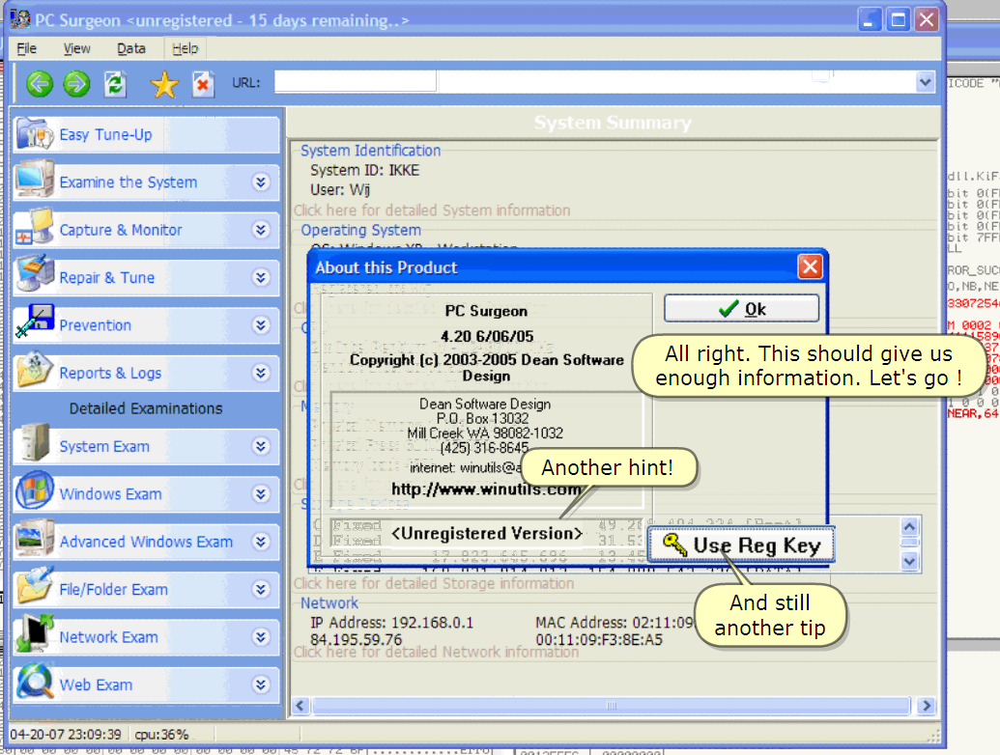 PC Surgeon <unregistered - 15 days remaining..>
File View Data Help
URL:
ICODE
Easy Tune-Up
Examine the System
Capture & Monitor
Repair & Tune
Prevention
Reports & Logs
Detailed Examinations
System Exam
Windows Exam
Advanced Windows Exam
File/Folder Exam
Network Exam
Web Exam
System Summary
System Identification
System ID: IKKE
User: Wij
Click here for detailed System information
Operating System
About this Product
PC Surgeon
4.20 6/06/05
Copyright (c) 2003-2005 Dean Software
Design
Dean Software Design
P.O. Box 13032
Mill Creek WA 98082-1032
(425) 316-8645
internet: winutils@a
http://www.winutils.com
<Unregistered Version>
Ok
Use Reg Key
All right. This should give us
enough information. Let's go !
Another hint!
And still
another tip
Click here for detailed Storage information
Network
IP Address: 192.168.0.1 MAC Address: 02:11:09
84.195.59.76 00:11:09:F3:8E:A5
Click here for detailed Network information
04-20-07 23:09:39 cpu:36%